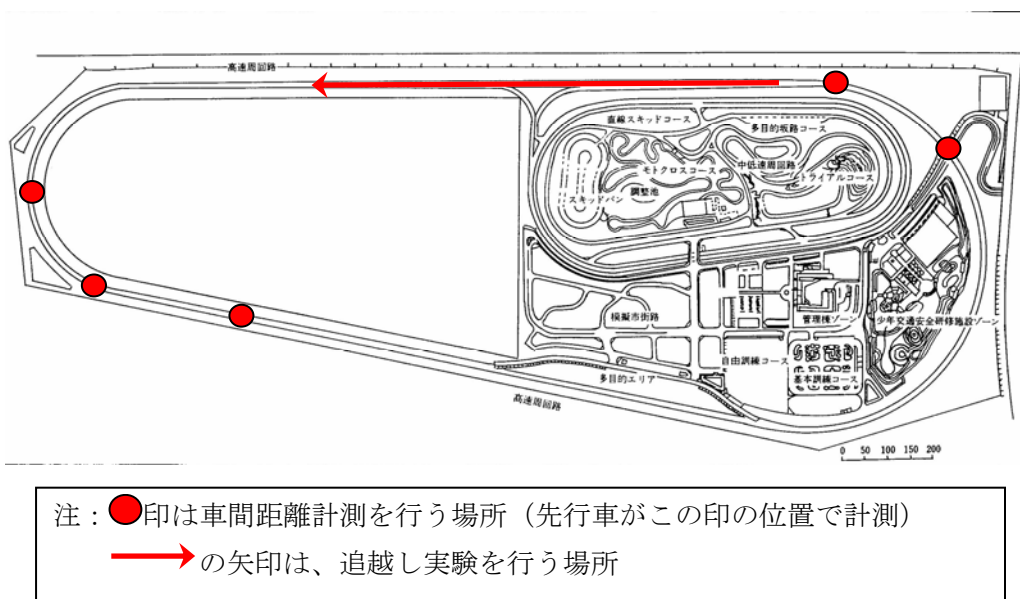 高速周回路
直線スキッドコース
多目的坂路コース
中低速周回路
モトクロスコース
トライアルコース
調整池
スキッドパン
模擬市街路
管理棟ゾーン
少年交通安全研修施設ゾーン
自由訓練コース
多目的エリア
基本訓練コース
高速周回路
0 50 100 150 200
注：印は車間距離計測を行う場所（先行車がこの印の位置で計測）
の矢印は、追越し実験を行う場所